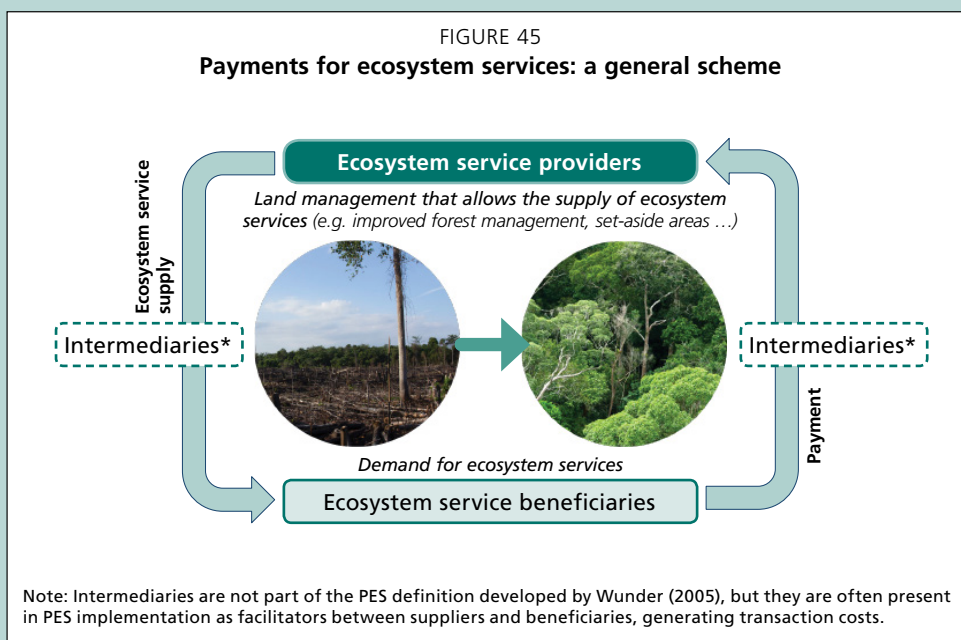 FIGURE 45
Payments for ecosystem services: a general scheme
Ecosystem service providers
Land management that allows the supply of ecosystem
services (e.g. improved forest management, set-aside areas …)
Ecosystem service
supply
Intermediaries*
Intermediaries*
Payment
Demand for ecosystem services
Ecosystem service beneficiaries
Note: Intermediaries are not part of the PES definition developed by Wunder (2005), but they are often present
in PES implementation as facilitators between suppliers and beneficiaries, generating transaction costs.